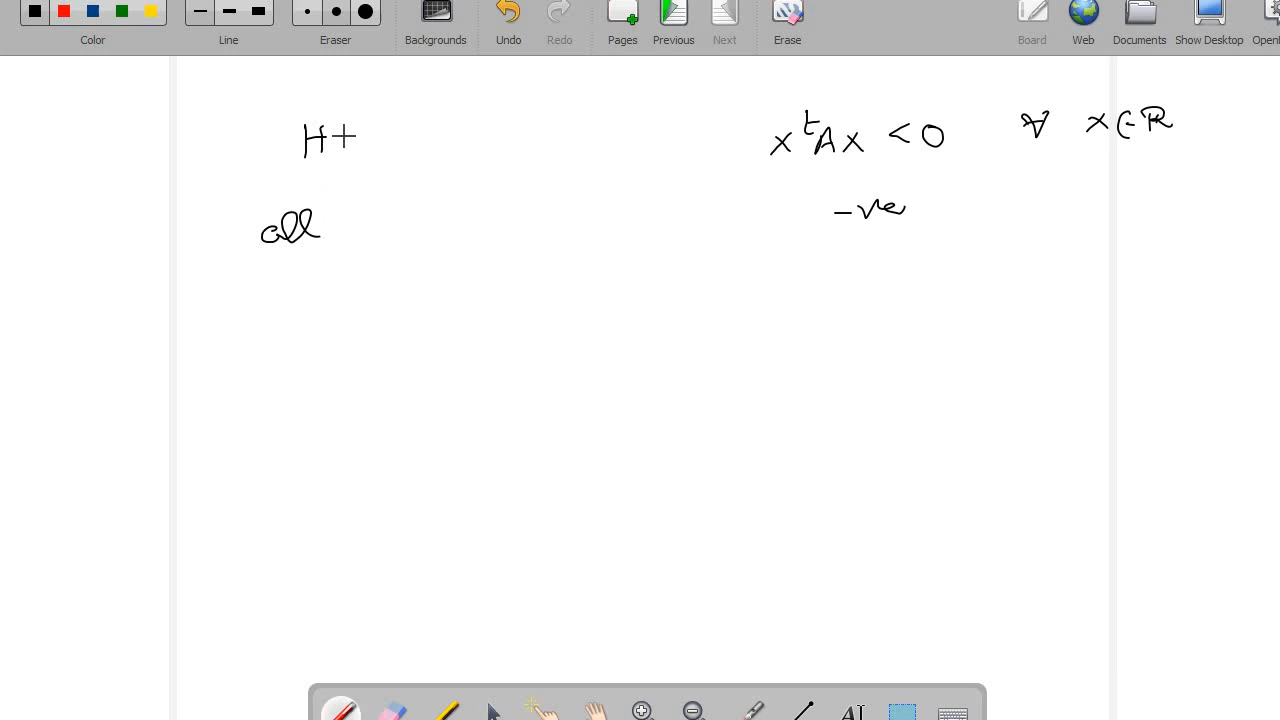 Color Line Eraser Backgrounds Undo Redo Pages Previous Next Erase Board Web Documents Show Desktop
H+ xᵗAx < 0 ∀ x ∈ ℝ
all -ve